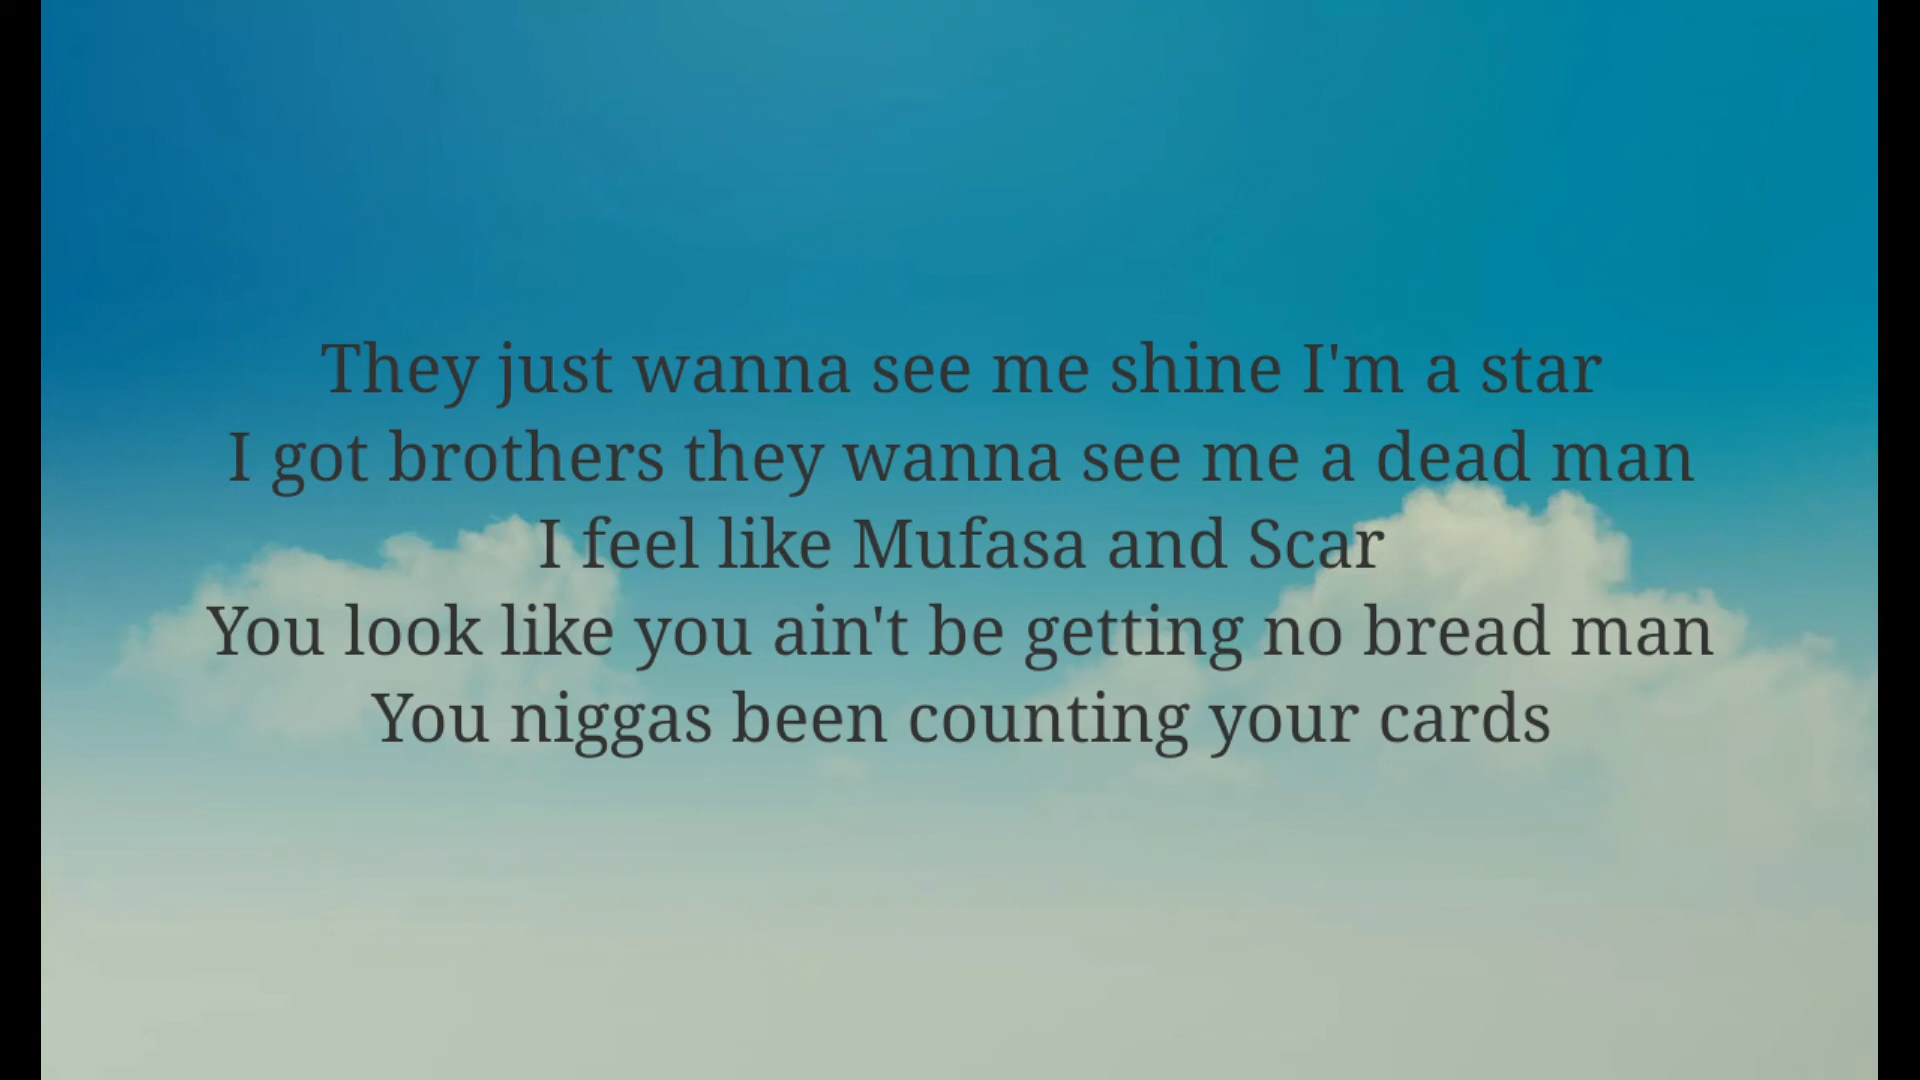 They just wanna see me shine I'm a star
I got brothers they wanna see me a dead man
I feel like Mufasa and Scar
You look like you ain't be getting no bread man
You niggas been counting your cards